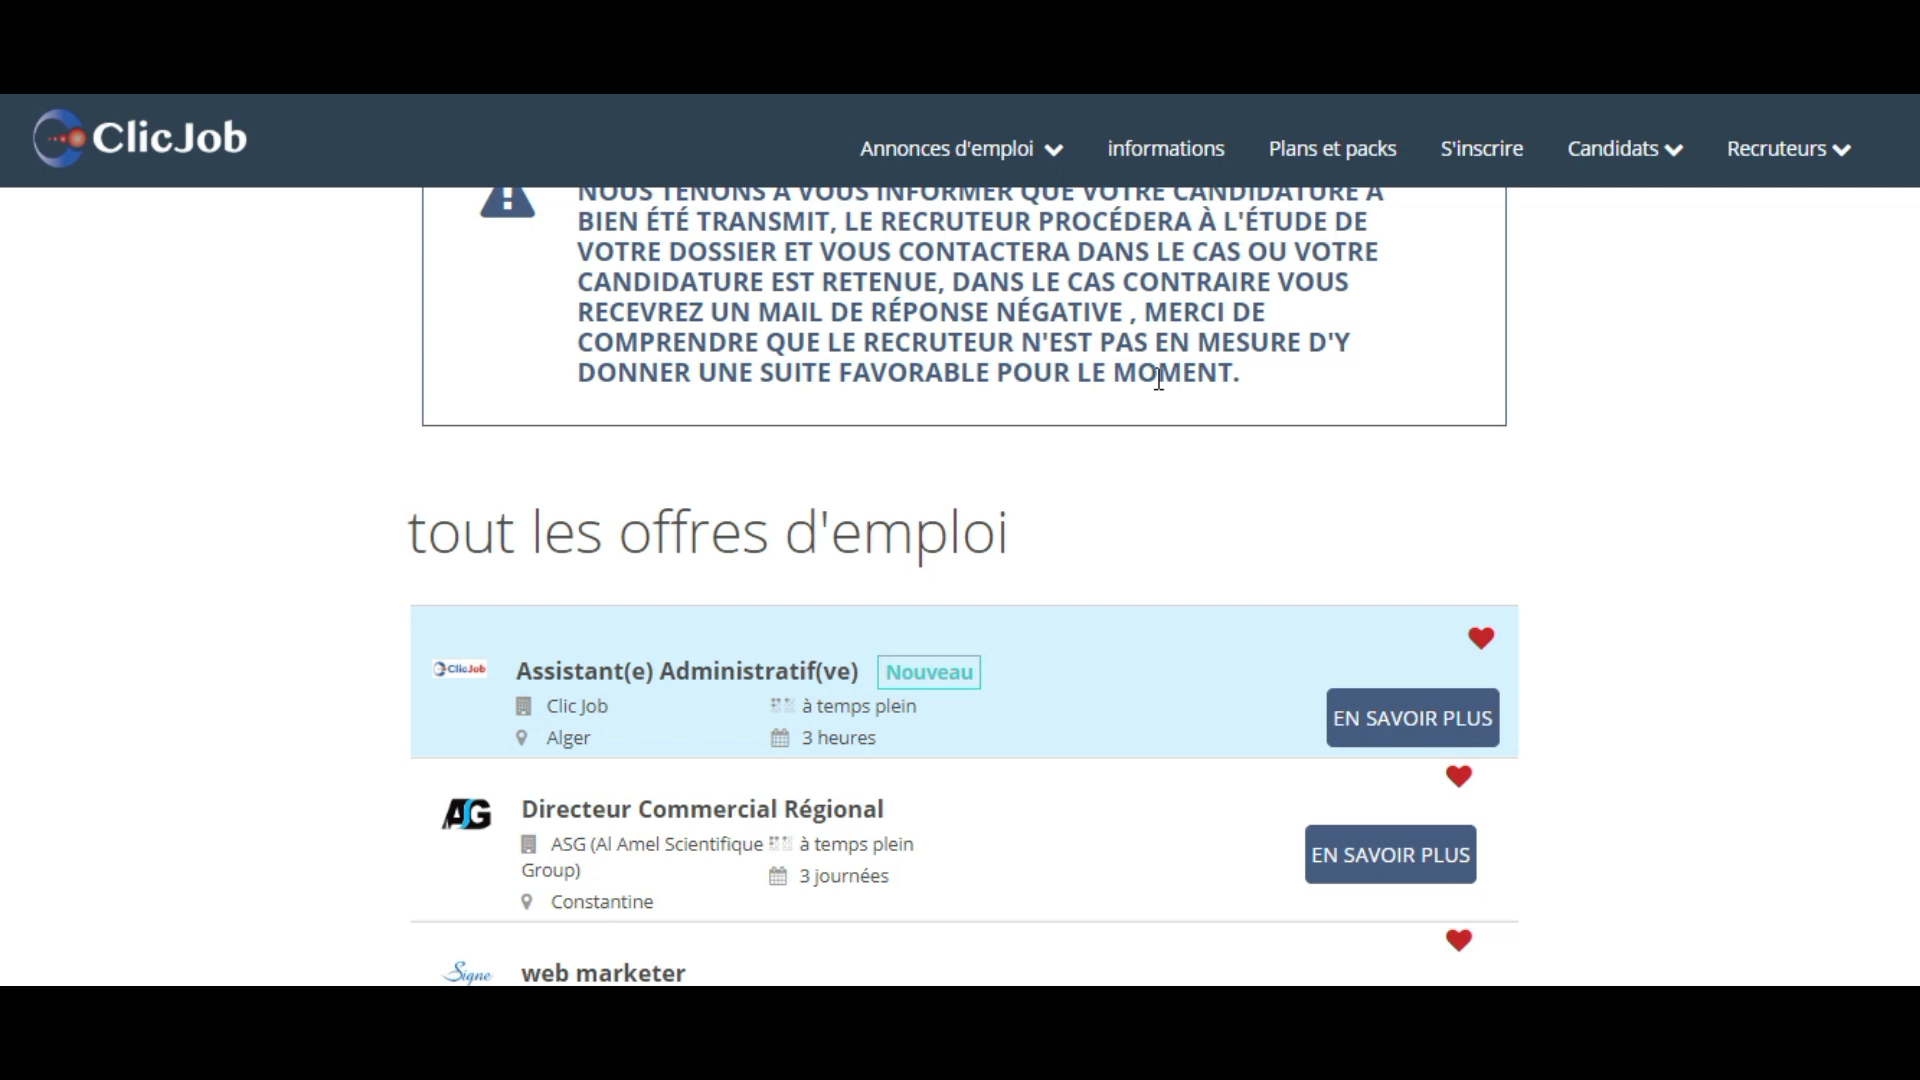 ClicJob
Annonces d'emploi
informations
Plans et packs
S'inscrire
Candidats
Recruteurs
NOUS TENONS À VOUS INFORMER QUE VOTRE CANDIDATURE À
BIEN ÉTÉ TRANSMIT, LE RECRUTEUR PROCÉDERA À L'ÉTUDE DE
VOTRE DOSSIER ET VOUS CONTACTERA DANS LE CAS OU VOTRE
CANDIDATURE EST RETENUE, DANS LE CAS CONTRAIRE VOUS
RECEVREZ UN MAIL DE RÉPONSE NÉGATIVE , MERCI DE
COMPRENDRE QUE LE RECRUTEUR N'EST PAS EN MESURE D'Y
DONNER UNE SUITE FAVORABLE POUR LE MOMENT.
tout les offres d'emploi
ClicJob
Assistant(e) Administratif(ve) Nouveau
Clic Job
à temps plein
Alger
3 heures
EN SAVOIR PLUS
ASG
Directeur Commercial Régional
ASG (Al Amel Scientifique
Group)
à temps plein
3 journées
Constantine
EN SAVOIR PLUS
Signe
web marketer